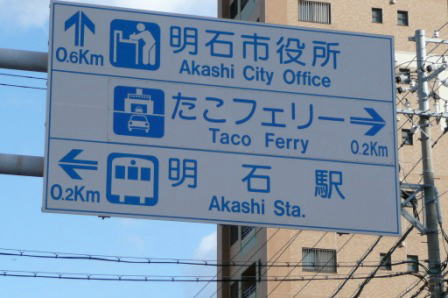 0.6Km 明石市役所
Akashi City Office
たこフェリー
Taco Ferry 0.2Km
明石駅
0.2Km Akashi Sta.